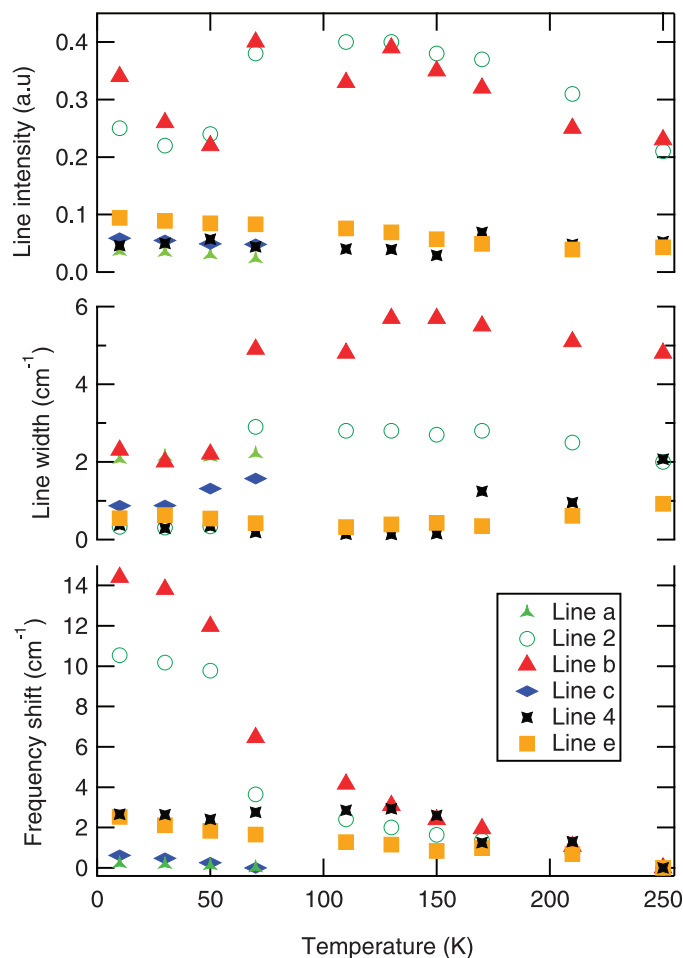 Line intensity (a.u)
0.4
0.3
0.2
0.1
0.0
Line width (cm-1)
6
4
2
0
Frequency shift (cm-1)
14
12
10
8
6
4
2
0
Line a
Line 2
Line b
Line c
Line 4
Line e
0 50 100 150 200 250
Temperature (K)